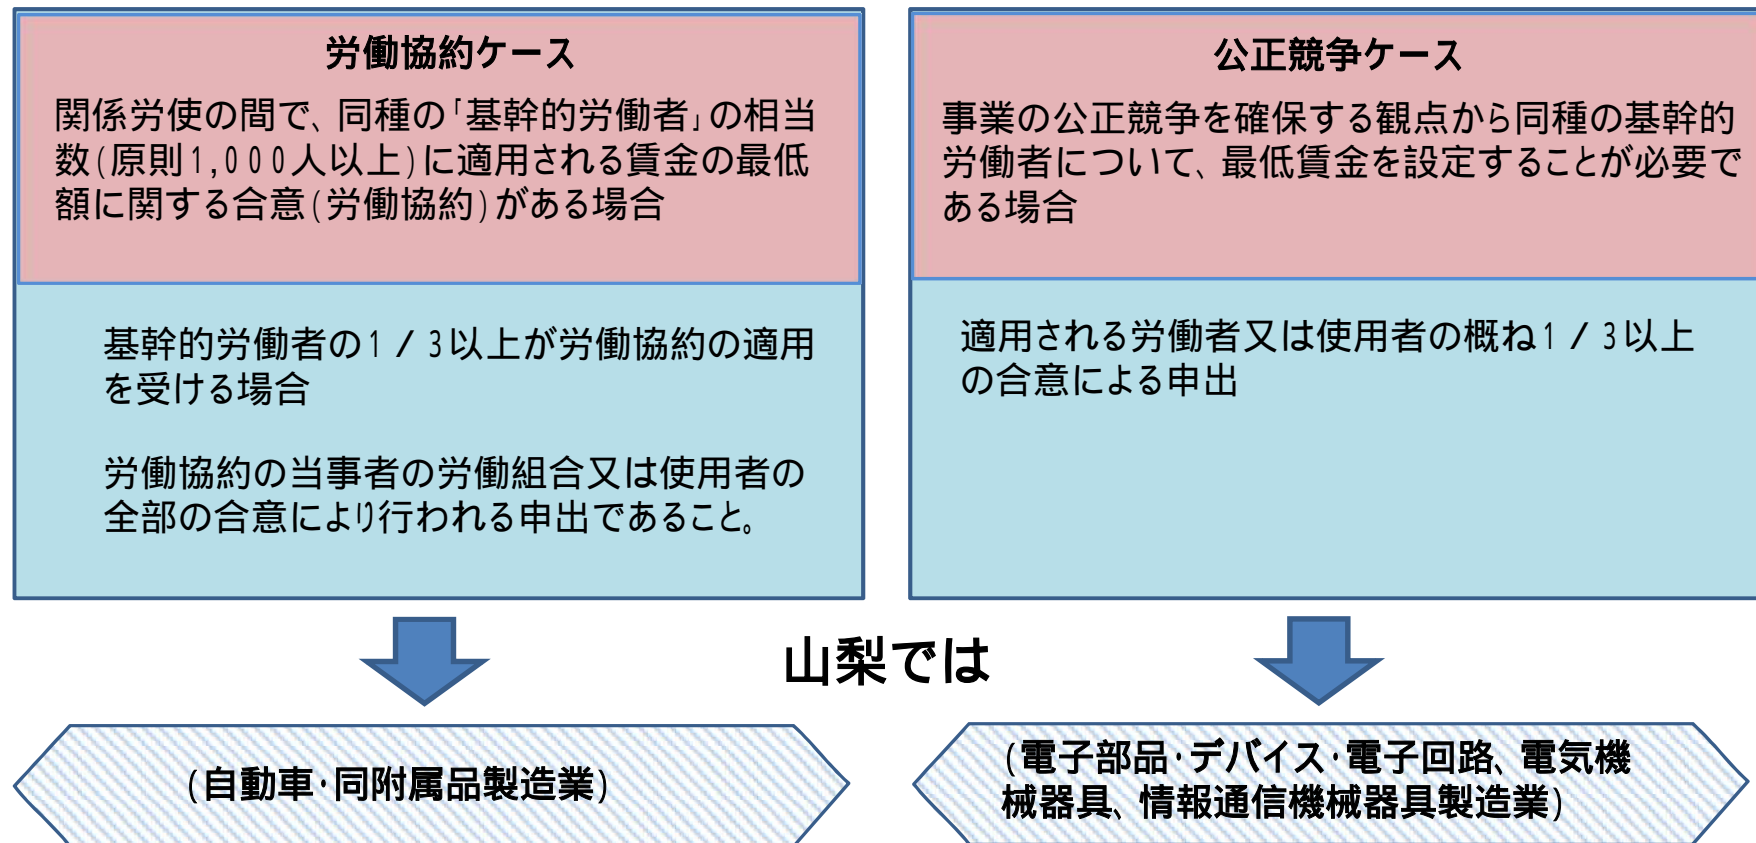 労働協約ケース
関係労使の間で、同種の「基幹的労働者」の相当
数(原則1,000人以上)に適用される賃金の最低
額に関する合意(労働協約)がある場合
基幹的労働者の1/3以上が労働協約の適用
を受ける場合
労働協約の当事者の労働組合又は使用者の
全部の合意により行われる申出であること。
公正競争ケース
事業の公正競争を確保する観点から同種の基幹的
労働者について、最低賃金を設定することが必要で
ある場合
適用される労働者又は使用者の概ね1/3以上
の合意による申出
山梨では
(自動車・同附属品製造業)
(電子部品・デバイス・電子回路、電気機
械器具、情報通信機械器具製造業)